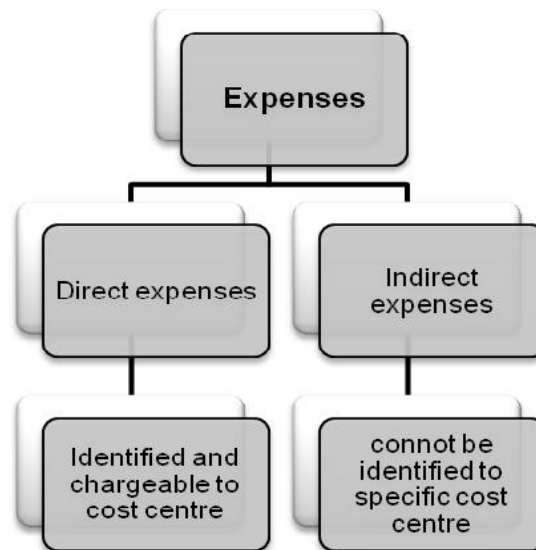 Expenses
Direct expenses
Indirect
expenses
Identified and
chargeable to
cost centre
connot be
identified to
specific cost
centre